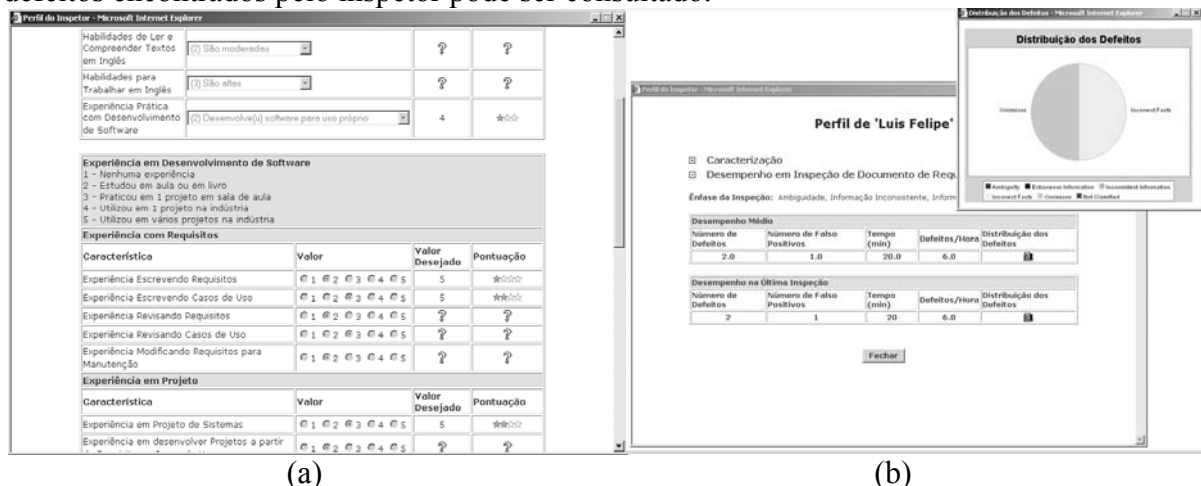 defeitos encontrados pelo inspetor pode ser consultado.
Perfil do Inspetor - Microsoft Internet Explorer
Habilidades de Ler e
Compreender Textos
em Inglês
(2) São moderadas
?
?
Habilidades para
Trabalhar em Inglês
(3) São altas
?
?
Experiência Prática
com Desenvolvimento
de Software
(2) Desenvolve(u) software para uso próprio
4
Experiência em Desenvolvimento de Software
1 - Nenhuma experiência
2 - Estudou em aula ou em livro
3 - Praticou em 1 projeto em sala de aula
4 - Utilizou em 1 projeto na indústria
5 - Utilizou em vários projetos na indústria
Experiência com Requisitos
Característica Valor Valor Desejado Pontuação
Experiência Escrevendo Requisitos 1 2 3 4 5 5
Experiência Escrevendo Casos de Uso 1 2 3 4 5 5
Experiência Revisando Requisitos 1 2 3 4 5 ? ?
Experiência Revisando Casos de Uso 1 2 3 4 5 ? ?
Experiência Modificando Requisitos para
Manutenção
1 2 3 4 5 ? ?
Experiência em Projeto
Característica Valor Valor Desejado Pontuação
Experiência em Projeto de Sistemas 1 2 3 4 5 5
Experiência em desenvolver Projetos a partir
1 2 3 4 5 ? ?
(a)
Perfil do Inspetor - Microsoft Internet Explorer
Perfil de 'Luis Felipe'
Caracterização
Desempenho em Inspeção de Documento de Requ
Ênfase da Inspeção: Ambiguidade, Informação Inconsistente, Inform
Desempenho Médio
Número de Defeitos Número de Falso Positivos Tempo (min) Defeitos/Hora Distribuição dos Defeitos
2.0 1.0 20.0 6.0
Desempenho na Última Inspeção
Número de Defeitos Número de Falso Positivos Tempo (min) Defeitos/Hora Distribuição dos Defeitos
2 1 20 6.0
Fechar
Distribuição dos Defeitos - Microsoft Internet Explorer
Distribuição dos Defeitos
Omissions
Incorrect Facts
Ambiguity Extraneous Information Inconsistent Information
Incorrect Facts Omissions Not Classified
(b)